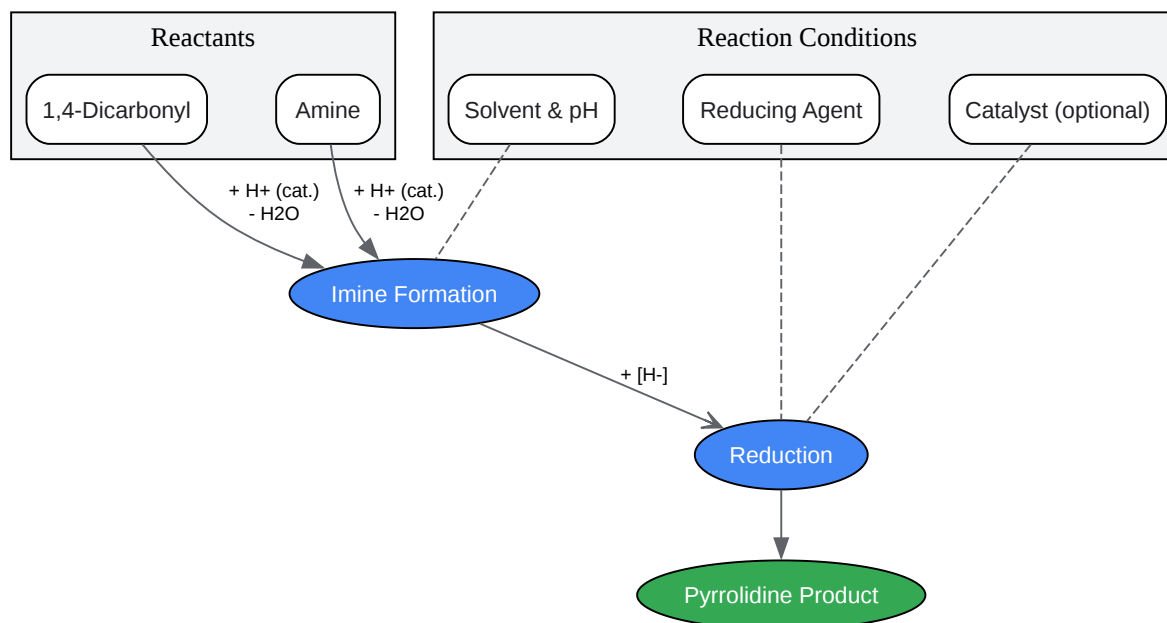 Reactants
Reaction Conditions
1,4-Dicarbonyl
Amine
Solvent & pH
Reducing Agent
Catalyst (optional)
+ H+ (cat.)
- H2O
+ H+ (cat.)
- H2O
Imine Formation
+ [H-]
Reduction
Pyrrolidine Product